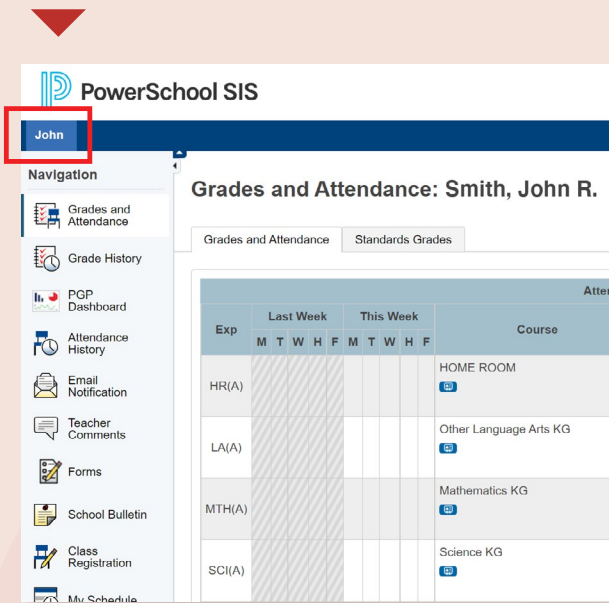 PowerSchool SIS
John
Navigation
Grades and
Attendance
Grade History
PGP
Dashboard
Attendance
History
Email
Notification
Teacher
Comments
Forms
School Bulletin
Class
Registration
My Schedule
Grades and Attendance: Smith, John R.
Grades and Attendance Standards Grades
Exp Last Week This Week Course
M T W H F M T W H F
HR(A) HOME ROOM
LA(A) Other Language Arts KG
MTH(A) Mathematics KG
SCI(A) Science KG